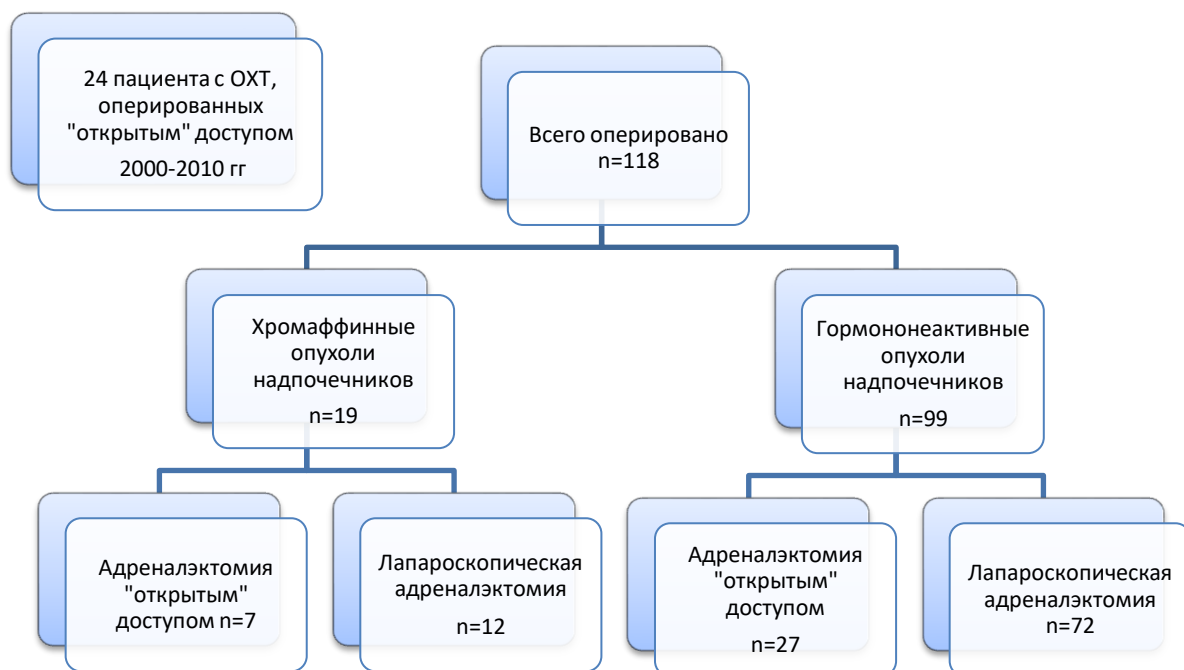 24 пациента с ОХТ,
оперированных
"открытым" доступом
2000-2010 гг
Всего оперировано
n=118
Хромаффинные
опухоли
надпочечников
n=19
Гормононеактивные
опухоли
надпочечников
n=99
Адреналэктомия
"открытым"
доступом n=7
Лапароскопическая
адреналэктомия
n=12
Адреналэктомия
"открытым"
доступом
n=27
Лапароскопическая
адреналэктомия
n=72